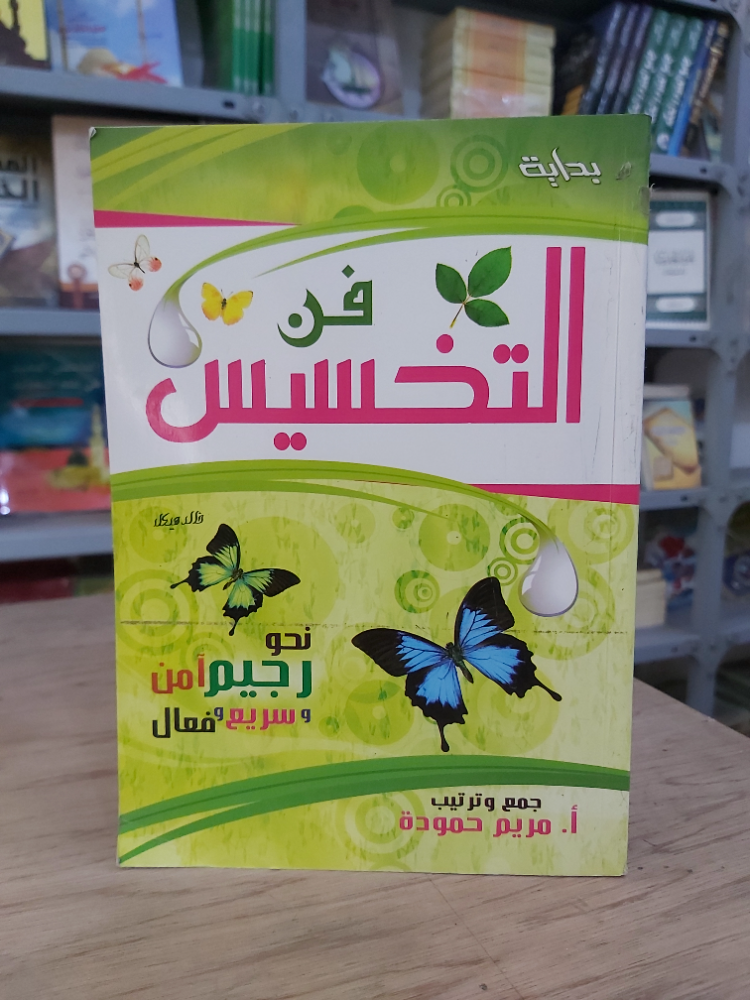 بداية
فن
التخسيس
نحو
رجيم آمن
وسريع وفعال
جمع وترتيب
أ. مريم حمودة